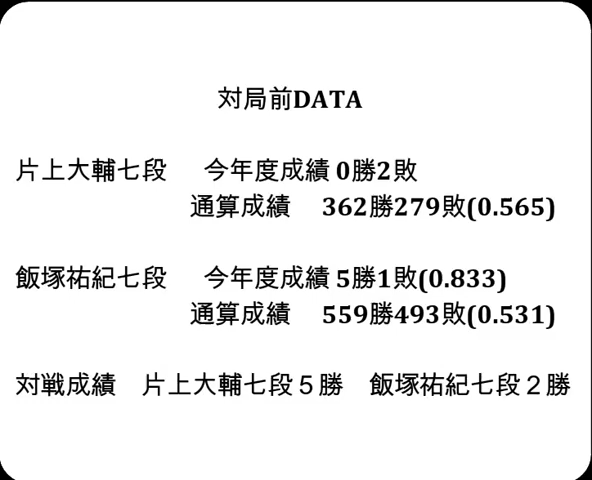 対局前DATA
片上大輔七段 今年度成績 0勝2敗
通算成績 362勝279敗(0.565)
飯塚祐紀七段 今年度成績 5勝1敗(0.833)
通算成績 559勝493敗(0.531)
対戦成績 片上大輔七段５勝 飯塚祐紀七段２勝